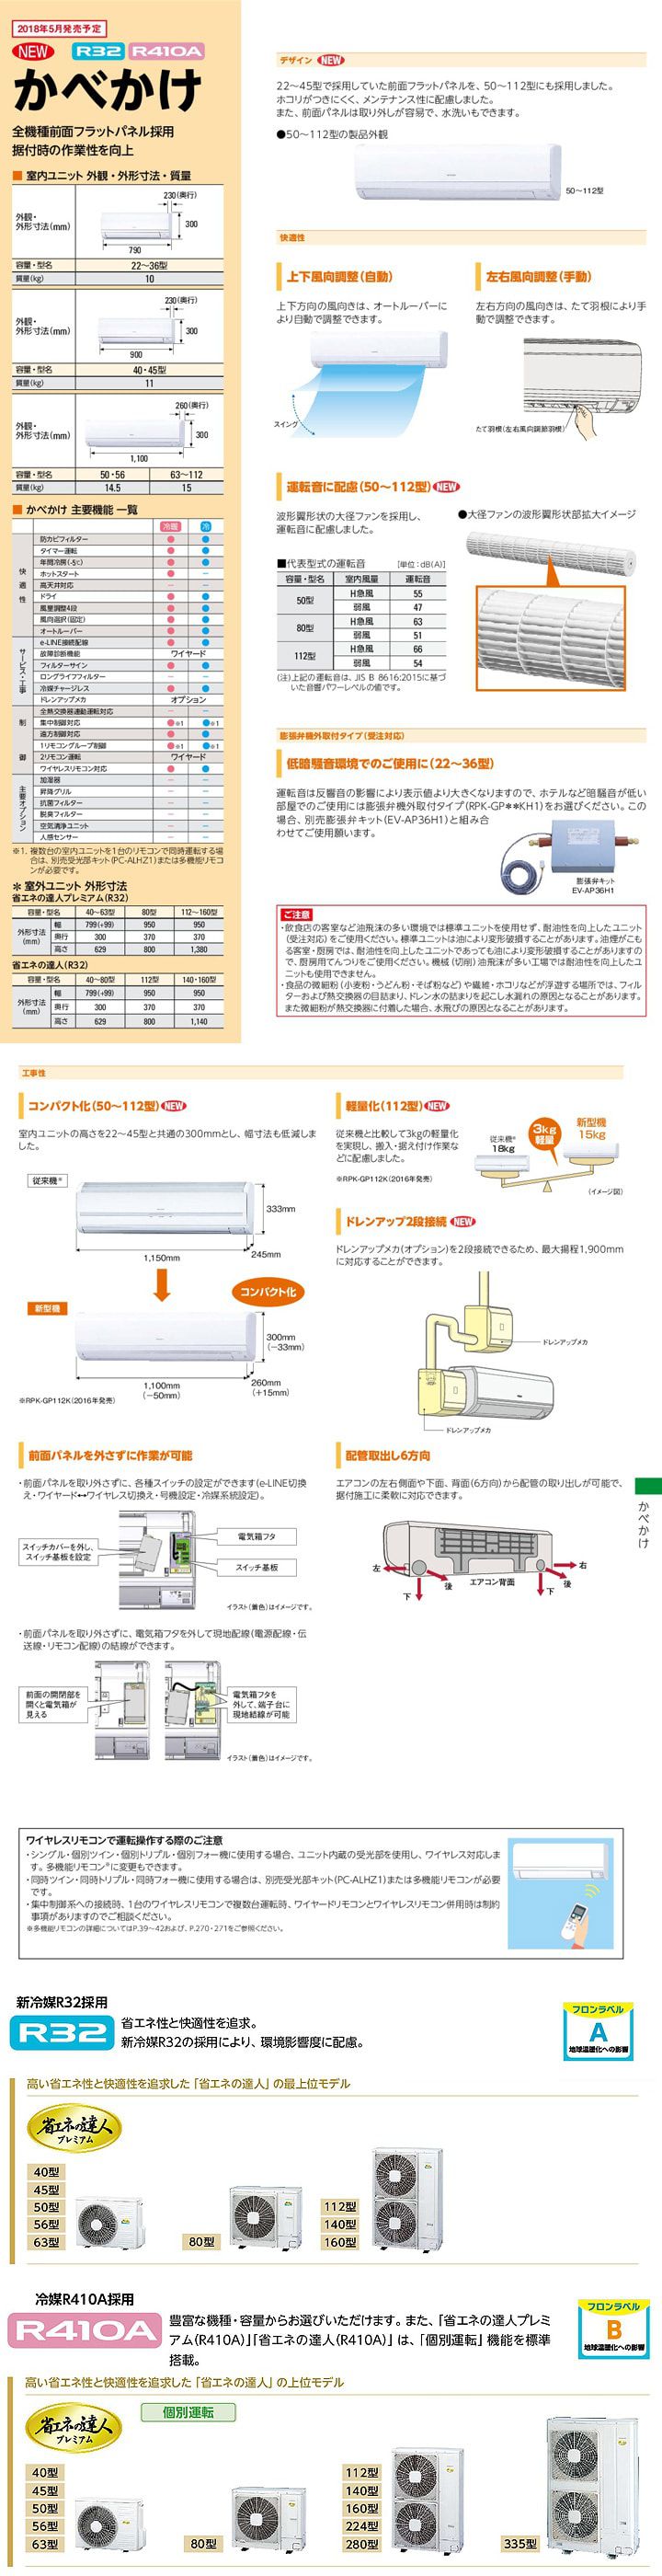 2018年5月発売予定
NEW R32 R410A
かべかけ
全機種前面フラットパネル採用
据付時の作業性を向上
■ 室内ユニット 外観・外形寸法・質量
230(奥行)
外観・
外形寸法(mm)
300
790
容量・型名 22〜36型
質量(kg) 10
230(奥行)
外観・
外形寸法(mm)
300
900
容量・型名 40・45型
質量(kg) 11
260(奥行)
外観・
外形寸法(mm)
300
1,100
容量・型名 50・56 63〜112
質量(kg) 14.5 15
■ かべかけ 主要機能 一覧
冷暖 冷
快適性
防カビフィルター ● ●
タイマー運転 ● ●
年間冷房(-5℃) ● ●
ホットスタート ● −
高天井対応 − −
ドライ ● ●
風量調整4段 ● ●
風向選択(固定) ● ●
オートルーバー ● ●
サービス・工事
e-LINE接続配線 ● ●
故障診断機能 ワイヤード
フィルターサイン ● ●
ロングライフフィルター − −
冷媒チャージレス ● ●
ドレンアップメカ オプション
制御
全熱交換器連動運転対応 − −
集中制御対応 ●※1 ●※1
遠方制御対応 ● ●
1リモコングループ制御 ●※1 ●※1
2リモコン運転 ワイヤード
ワイヤレスリモコン対応 ● ●
主要オプション
加湿器 − −
昇降グリル − −
抗菌フィルター − −
脱臭フィルター − −
空気清浄ユニット − −
人感センサー − −
※1. 複数台の室内ユニットを1台のリモコンで同時運転する場
合は、別売受光部キット(PC-ALHZ1)または多機能リモコ
ンが必要です。
＊室外ユニット 外形寸法
省エネの達人プレミアム(R32)
容量・型名 40〜63型 80型 112〜160型
外形寸法(mm)
幅 799(+99) 950 950
奥行 300 370 370
高さ 629 800 1,380
省エネの達人(R32)
容量・型名 40〜80型 112型 140・160型
外形寸法(mm)
幅 799(+99) 950 950
奥行 300 370 370
高さ 629 800 1,140
デザイン NEW
22〜45型で採用していた前面フラットパネルを、50〜112型にも採用しました。
ホコリがつきにくく、メンテナンス性に配慮しました。
また、前面パネルは取り外しが容易で、水洗いもできます。
●50〜112型の製品外観
50〜112型
快適性
上下風向調整(自動)
上下方向の風向きは、オートルーバーに
より自動で調整できます。
スイング
左右風向調整(手動)
左右方向の風向きは、たて羽根により手
動で調整できます。
たて羽根(左右風向調節羽根)
運転音に配慮(50〜112型) NEW
波形翼形状の大径ファンを採用し、
運転音に配慮しました。
■代表型式の運転音 [単位：dB(A)]
容量・型名 室内風量 運転音
50型 H急風 55
弱風 47
80型 H急風 63
弱風 51
112型 H急風 66
弱風 54
(注)上記の運転音は、JIS B 8616:2015に基づ
いた音響パワーレベルの値です。
●大径ファンの波形翼形状部拡大イメージ
膨張弁機外取付タイプ(受注対応)
低暗騒音環境でのご使用に(22〜36型)
運転音は反響音の影響により表示値より大きくなりますので、ホテルなど暗騒音が低い
部屋でのご使用には膨張弁機外取付タイプ(RPK-GP＊＊KH1)をお選びください。この
場合、別売膨張弁キット(EV-AP36H1)と組み合
わせてご使用願います。
膨張弁キット
EV-AP36H1
ご注意
・飲食店の客室など油飛沫の多い環境では標準ユニットを使用せず、耐油性を向上したユニット
(受注対応)をご使用ください。標準ユニットは油により変形破損することがあります。油煙がこも
る客室・厨房では、耐油性を向上したユニットであっても油により変形破損することがありますの
で、厨房用てんつりをご使用ください。機械(切削)油飛沫が多い工場では耐油性を向上したユ
ニットも使用できません。
・食品の微細粉(小麦粉・うどん粉・そば粉など)や繊維・ホコリなどが浮遊する場所では、フィル
ターおよび熱交換器の目詰まり、ドレン水の詰まりを起こし水漏れの原因となることがあります。
また微細粉が熱交換器に付着した場合、水飛びの原因となることがあります。
工事性
コンパクト化(50〜112型) NEW
室内ユニットの高さを22〜45型と共通の300mmとし、幅寸法も低減しま
した。
従来機※
333mm
1,150mm
245mm
コンパクト化
新型機
300mm
(−33mm)
1,100mm
(−50mm)
260mm
(+15mm)
※RPK-GP112K(2016年発売)
軽量化(112型) NEW
従来機と比較して3kgの軽量化
を実現し、搬入・据え付け作業な
どに配慮しました。
※RPK-GP112K(2016年発売)
従来機※
18kg
3kg
軽量
新型機
15kg
(イメージ図)
ドレンアップ2段接続 NEW
ドレンアップメカ(オプション)を2段接続できるため、最大揚程1,900mm
に対応することができます。
ドレンアップメカ
ドレンアップメカ
前面パネルを外さずに作業が可能
・前面パネルを取り外さずに、各種スイッチの設定ができます(e-LINE切換
え・ワイヤード↔ワイヤレス切換え・号機設定・冷媒系統設定)。
スイッチカバーを外し、
スイッチ基板を設定
電気箱フタ
スイッチ基板
イラスト(着色)はイメージです。
・前面パネルを取り外さずに、電気箱フタを外して現地配線(電源配線・伝
送線・リモコン配線)の結線ができます。
前面の開閉部を
開くと電気箱が
見える
電気箱フタを
外して、端子台に
現地結線が可能
イラスト(着色)はイメージです。
配管取出し6方向
エアコンの左右側面や下面、背面(6方向)から配管の取り出しが可能で、
据付施工に柔軟に対応できます。
左
下
後
エアコン背面
下
後
右
かべかけ
ワイヤレスリモコンで運転操作する際のご注意
・シングル・個別ツイン・個別トリプル・個別フォー機に使用する場合、ユニット内蔵の受光部を使用し、ワイヤレス対応しま
す。多機能リモコン※に変更もできます。
・同時ツイン・同時トリプル・同時フォー機に使用する場合は、別売受光部キット(PC-ALHZ1)または多機能リモコンが必要
です。
・集中制御系への接続時、1台のワイヤレスリモコンで複数台運転時、ワイヤードリモコンとワイヤレスリモコン併用時は制約
事項がありますのでご相談ください。
※多機能リモコンの詳細についてはP.39〜42および、P.270・271をご参照ください。
新冷媒R32採用
R32
省エネ性と快適性を追求。
新冷媒R32の採用により、環境影響度に配慮。
フロンラベル
A
地球温暖化への影響
高い省エネ性と快適性を追求した「省エネの達人」の最上位モデル
省エネの達人
プレミアム
40型
45型
50型
56型
63型
80型
112型
140型
160型
冷媒R410A採用
R410A
豊富な機種・容量からお選びいただけます。また、「省エネの達人プレミ
アム(R410A)」「省エネの達人(R410A)」は、「個別運転」機能を標準
搭載。
フロンラベル
B
地球温暖化への影響
高い省エネ性と快適性を追求した「省エネの達人」の上位モデル
省エネの達人
プレミアム
個別運転
40型
45型
50型
56型
63型
80型
112型
140型
160型
224型
280型
335型